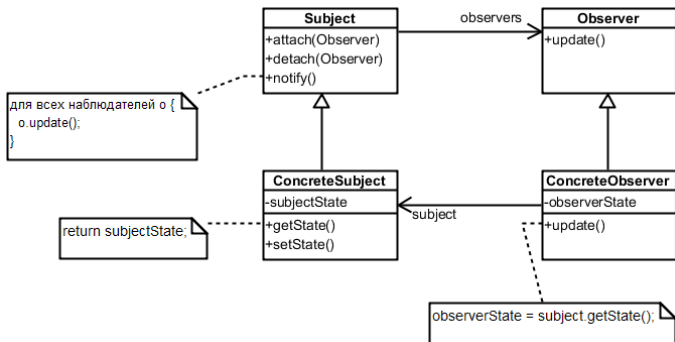 Subject
+attach(Observer)
+detach(Observer)
+notify()
observers
Observer
+update()
для всех наблюдателей o {
o.update();
}
ConcreteSubject
-subjectState
+getState()
+setState()
subject
ConcreteObserver
-observerState
+update()
return subjectState;
observerState = subject.getState();